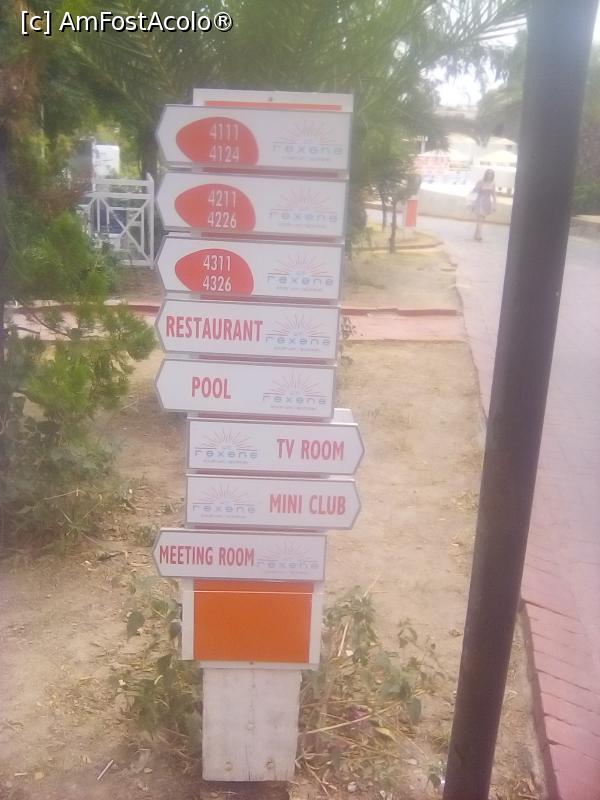 [c] AmFostAcolo®
4111
4124
rexene
4211
4226
rexene
4311
4326
rexene
RESTAURANT
rexene
POOL
rexene
rexene
TV ROOM
rexene
MINI CLUB
MEETING ROOM
rexene